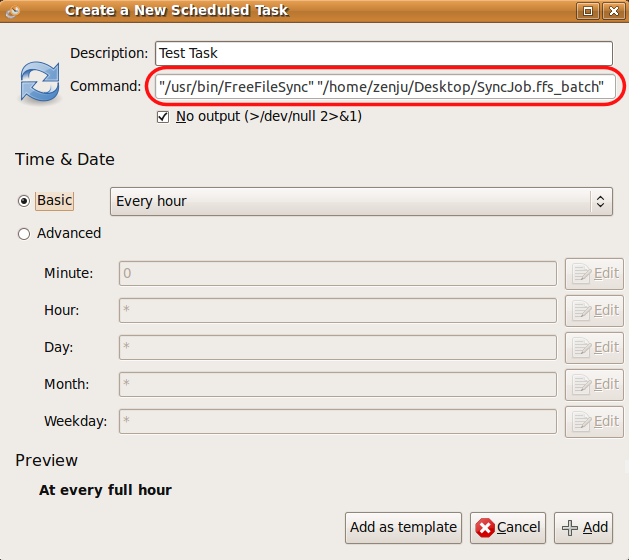 Create a New Scheduled Task
Description: Test Task
Command: "/usr/bin/FreeFileSync" "/home/zenju/Desktop/SyncJob.ffs_batch"
No output (>/dev/null 2>&1)
Time & Date
Basic Every hour
Advanced
Minute: 0 Edit
Hour: * Edit
Day: * Edit
Month: * Edit
Weekday: * Edit
Preview
At every full hour
Add as template Cancel Add